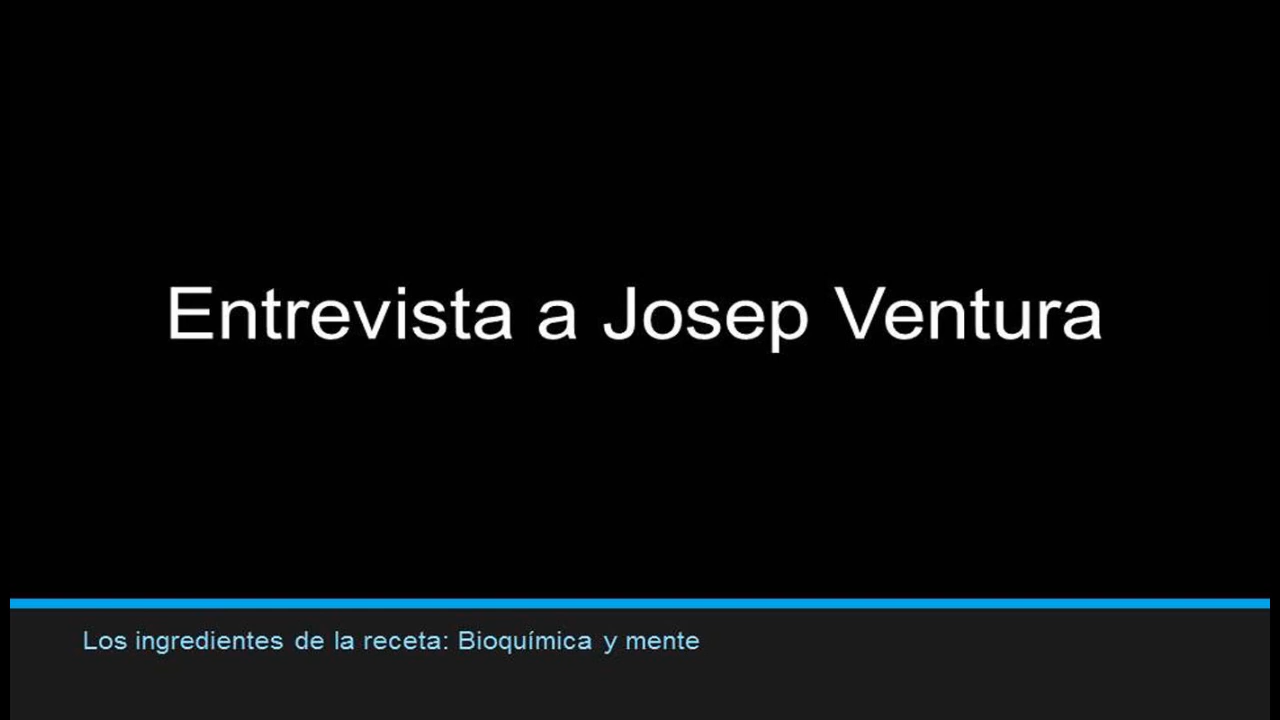 Entrevista a Josep Ventura
Los ingredientes de la receta: Bioquímica y mente